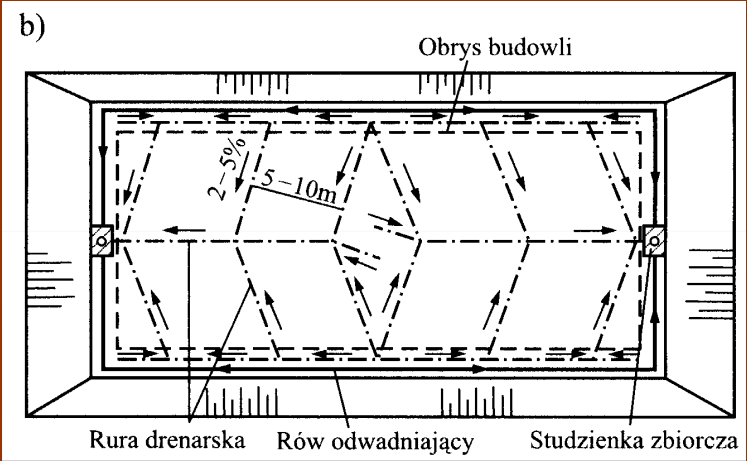 b)
Obrys budowli
2–5%
5–10m
Rura drenarska
Rów odwadniający
Studzienka zbiorcza